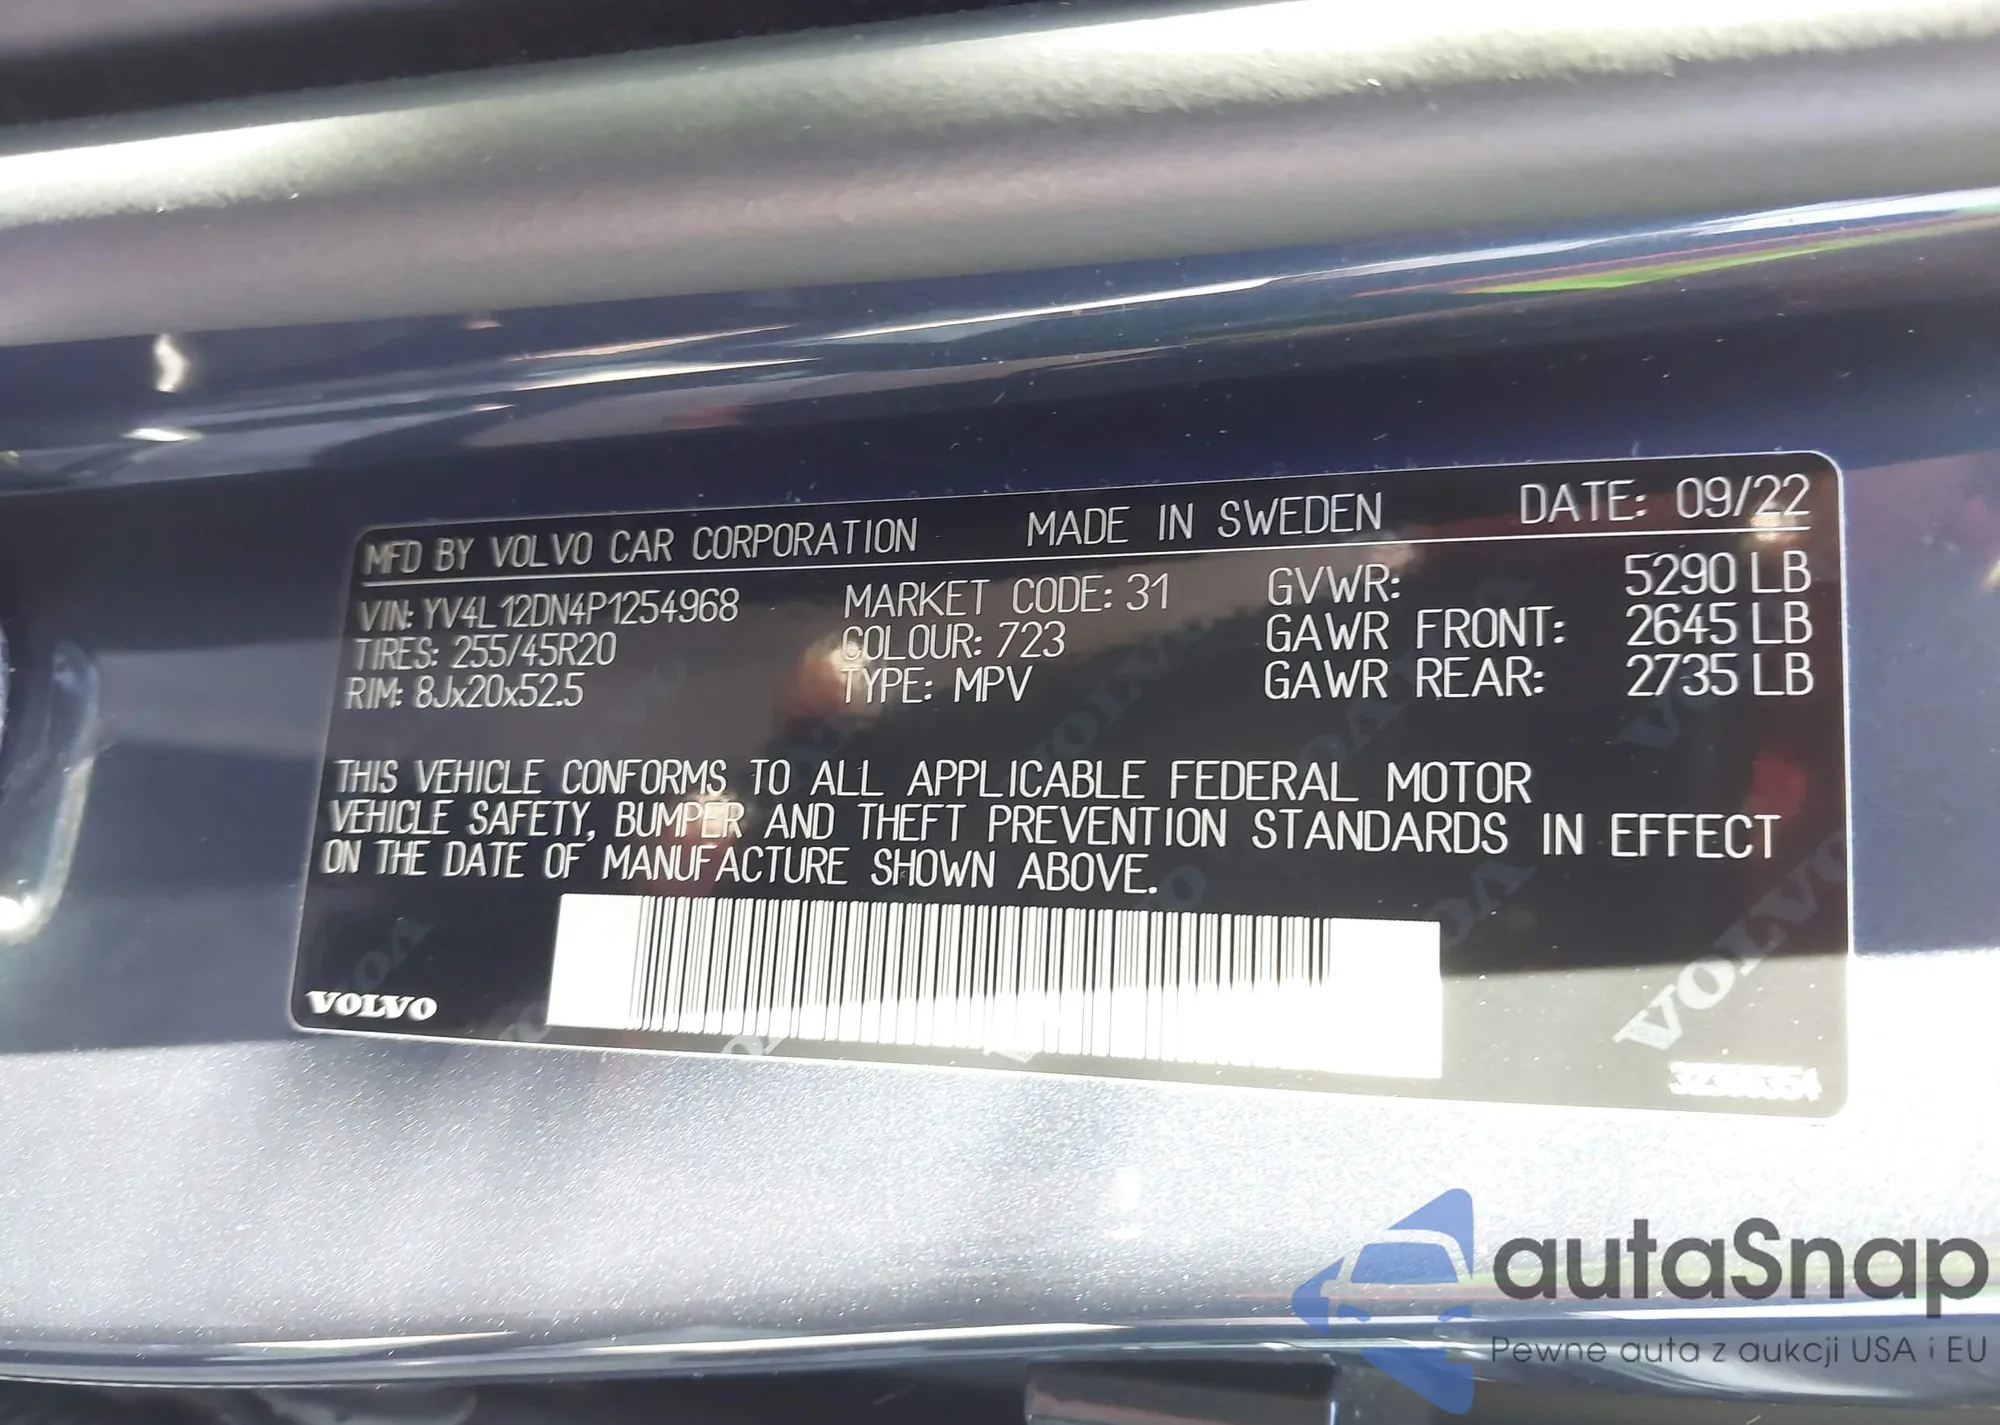 MFD BY VOLVO CAR CORPORATION MADE IN SWEDEN DATE: 09/22
VIN: YV4L12DN4P1254968 MARKET CODE: 31 GVWR: 5290 LB
TIRES: 255/45R20 COLOUR: 723 GAWR FRONT: 2645 LB
RIM: 8Jx20x52.5 TYPE: MPV GAWR REAR: 2735 LB
THIS VEHICLE CONFORMS TO ALL APPLICABLE FEDERAL MOTOR
VEHICLE SAFETY, BUMPER AND THEFT PREVENTION STANDARDS IN EFFECT
ON THE DATE OF MANUFACTURE SHOWN ABOVE.
VOLVO
VOLVO
autaSnap
Pewne auta z aukcji USA i EU